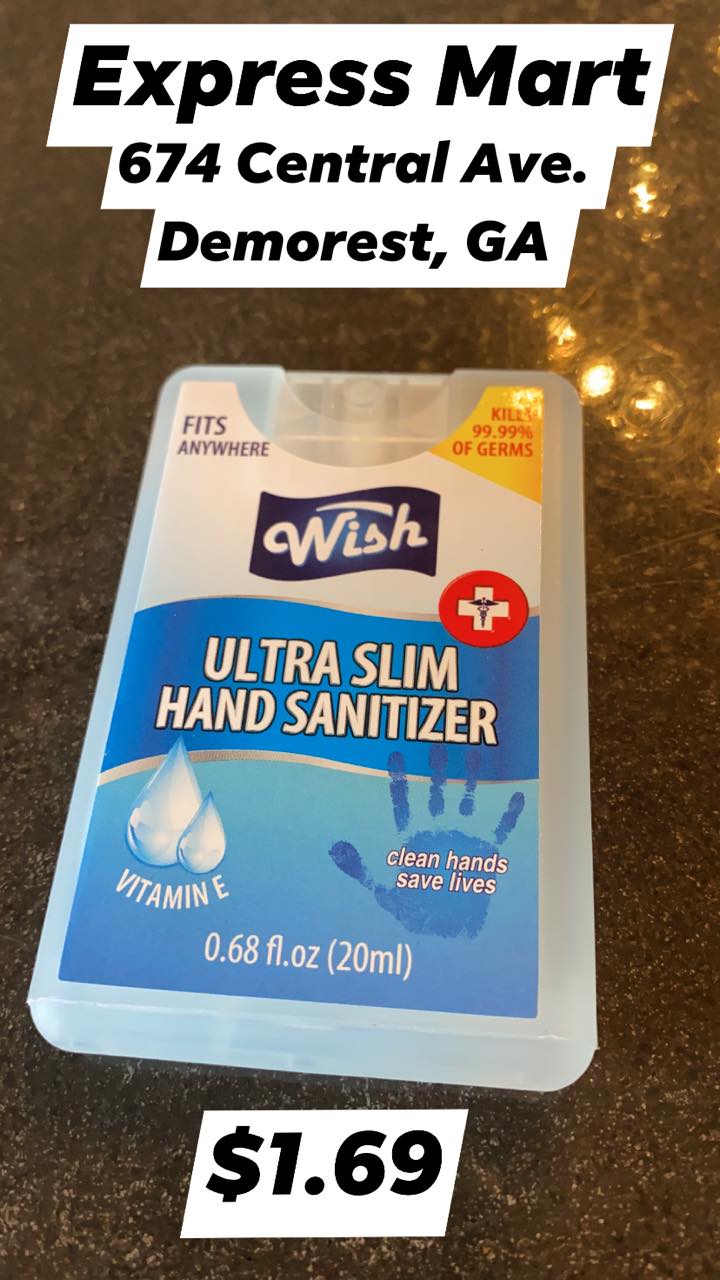 Express Mart
674 Central Ave.
Demorest, GA
FITS
ANYWHERE
KILLS
99.99%
OF GERMS
Wish
ULTRA SLIM
HAND SANITIZER
VITAMIN E
clean hands
save lives
0.68 fl.oz (20ml)
$1.69